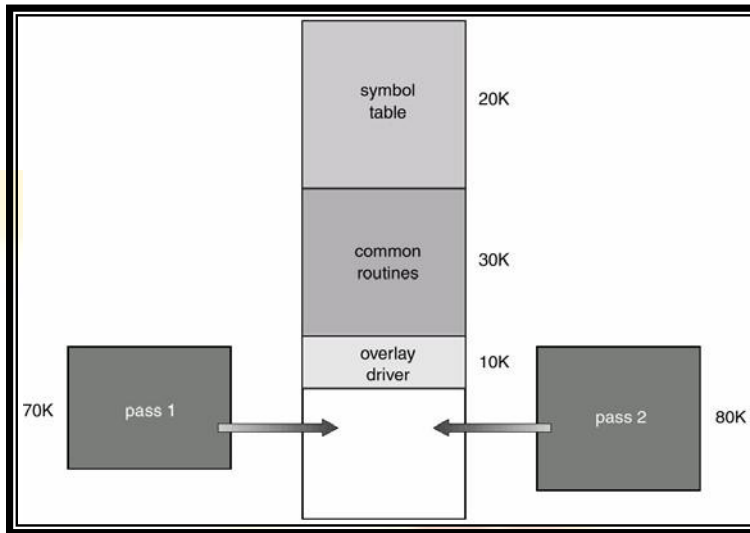 symbol
table
20K
common
routines
30K
overlay
driver
10K
70K
pass 1
pass 2
80K